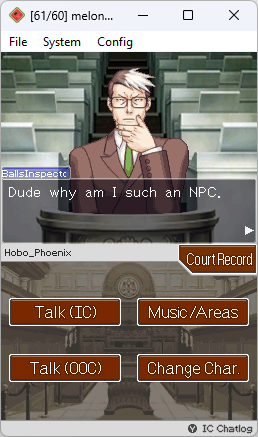 [61/60] melon...
File System Config
BallsInspectc
Dude why am I such an NPC.
Hobo_Phoenix
Court Record
Talk (IC)
Music/Areas
Talk (OOC)
Change Char.
Y IC Chatlog